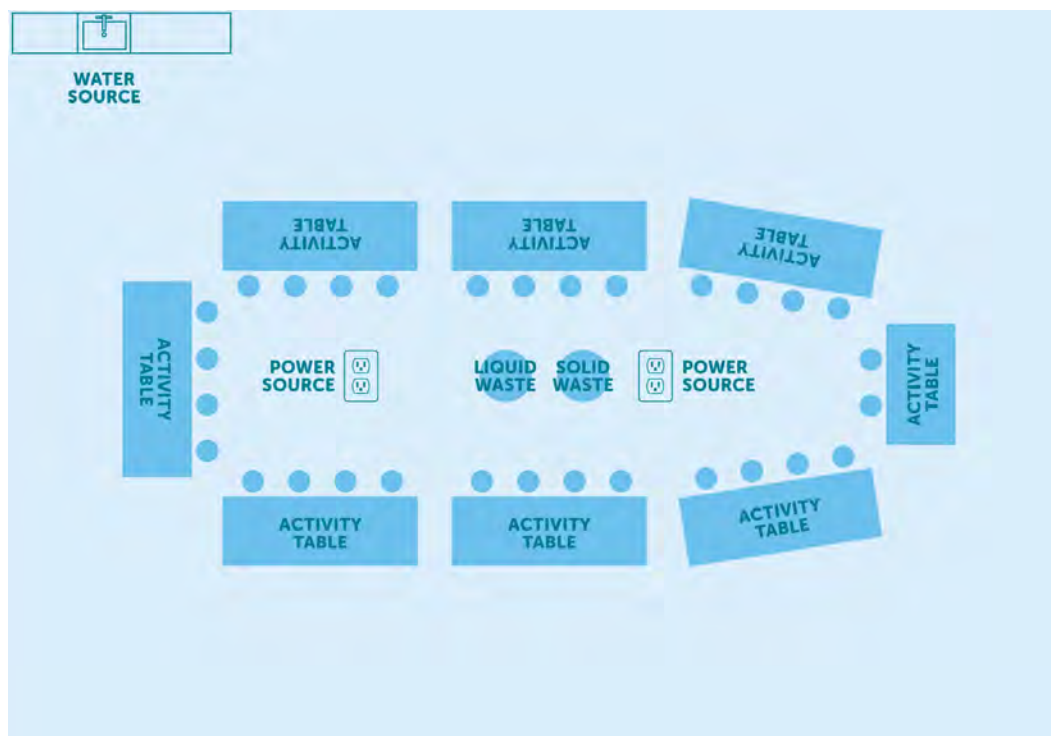 WATER
SOURCE
ACTIVITY
TABLE
ACTIVITY
TABLE
ACTIVITY
TABLE
ACTIVITY
TABLE
POWER
SOURCE
LIQUID
WASTE
SOLID
WASTE
POWER
SOURCE
ACTIVITY
TABLE
ACTIVITY
TABLE
ACTIVITY
TABLE
ACTIVITY
TABLE